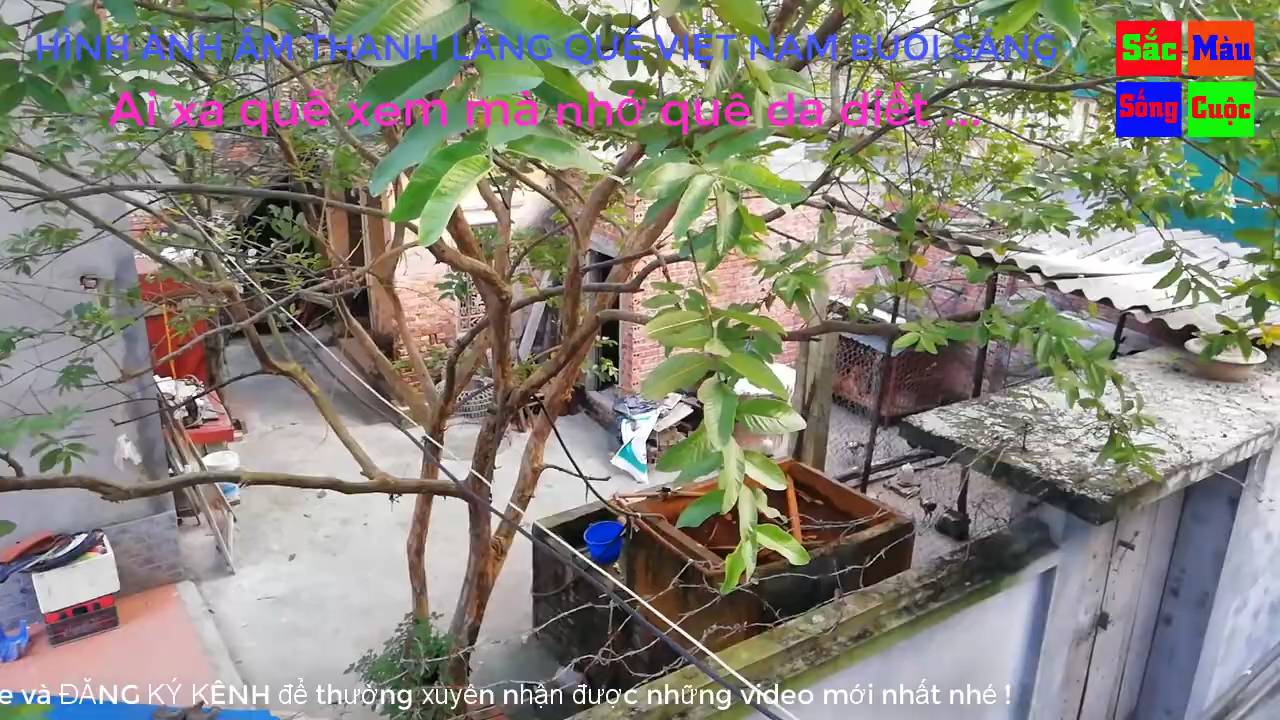 HÌNH ẢNH ÂM THANH LÀNG QUÊ VIỆT NAM BUỔI SÁNG
Ai xa quê xem mà nhớ quê da diết ...
Sắc Màu
Sống Cuộc
e và ĐĂNG KÝ KÊNH để thường xuyên nhận được những video mới nhất nhé !